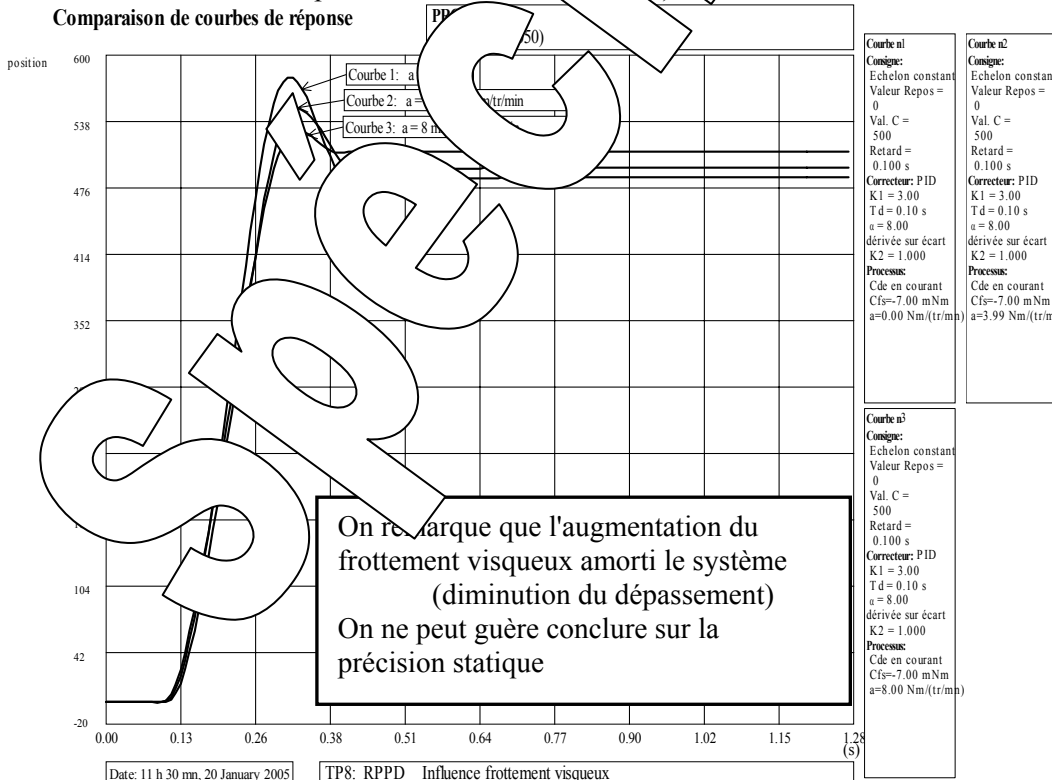 Comparaison de courbes de réponse
50)
position
600
538
476
414
352
104
42
-20
Courbe 1: a
Courbe 2: a = /tr/min
Courbe 3: a = 8
On remarque que l'augmentation du
frottement visqueux amorti le système
(diminution du dépassement)
On ne peut guère conclure sur la
précision statique
0.00 0.13 0.26 0.38 0.51 0.64 0.77 0.90 1.02 1.15 1.28
(s)
Date: 11 h 30 mn, 20 January 2005
TP8: RPPD Influence frottement visqueux
Courbe n1
Consigne:
Echelon constant
Valeur Repos =
0
Val. C =
500
Retard =
0.100 s
Correcteur: PID
K1 = 3.00
Td = 0.10 s
α = 8.00
dérivée sur écart
K2 = 1.000
Processus:
Cde en courant
Cfs=-7.00 mNm
a=0.00 Nm/(tr/mn)
Courbe n2
Consigne:
Echelon constan
Valeur Repos =
0
Val. C =
500
Retard =
0.100 s
Correcteur: PID
K1 = 3.00
Td = 0.10 s
α = 8.00
dérivée sur écart
K2 = 1.000
Processus:
Cde en courant
Cfs=-7.00 mNm
a=3.99 Nm/(tr/m
Courbe n3
Consigne:
Echelon constant
Valeur Repos =
0
Val. C =
500
Retard =
0.100 s
Correcteur: PID
K1 = 3.00
Td = 0.10 s
α = 8.00
dérivée sur écart
K2 = 1.000
Processus:
Cde en courant
Cfs=-7.00 mNm
a=8.00 Nm/(tr/mn)
Speci